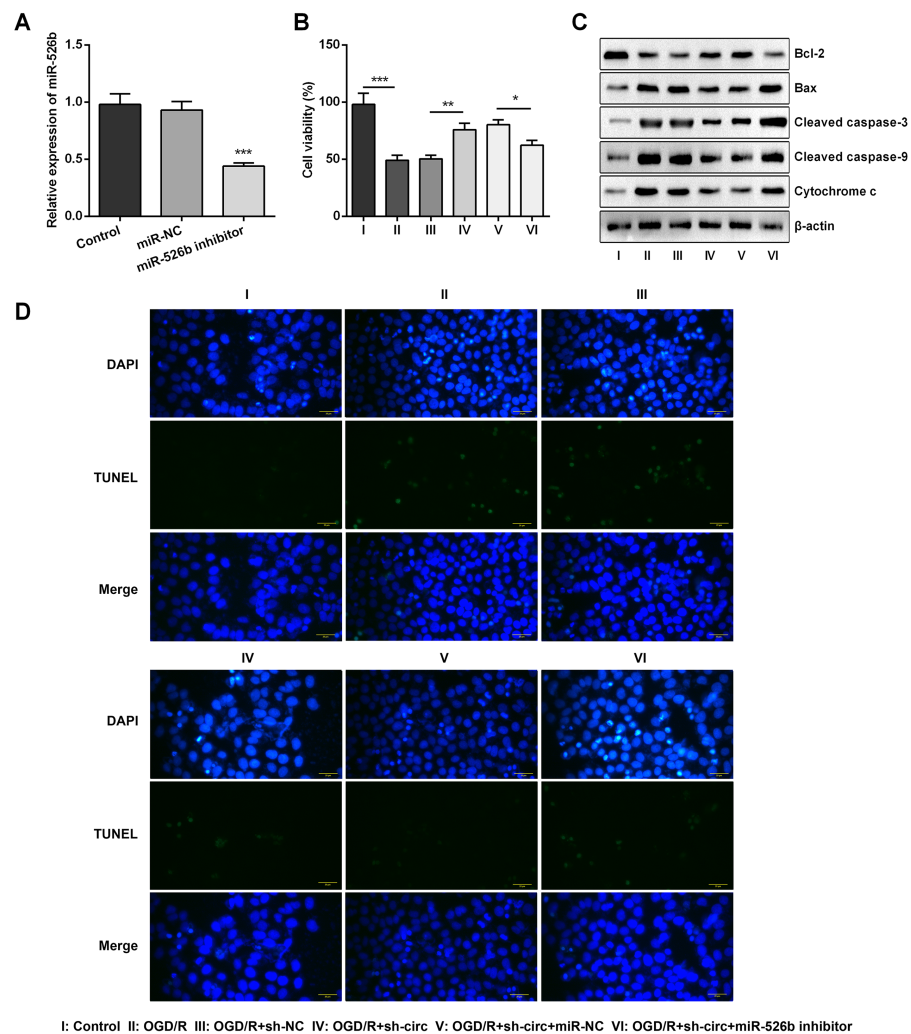 A
Relative expression of miR-526b
1.5
1.0
0.5
0.0
***
Control
miR-NC
miR-526b inhibitor
B
Cell viability (%)
150
100
50
0
***
**
*
I II III IV V VI
C
Bcl-2
Bax
Cleaved caspase-3
Cleaved caspase-9
Cytochrome c
β-actin
I II III IV V VI
D
I II III
DAPI
TUNEL
Merge
IV V VI
DAPI
TUNEL
Merge
I: Control II: OGD/R III: OGD/R+sh-NC IV: OGD/R+sh-circ V: OGD/R+sh-circ+miR-NC VI: OGD/R+sh-circ+miR-526b inhibitor